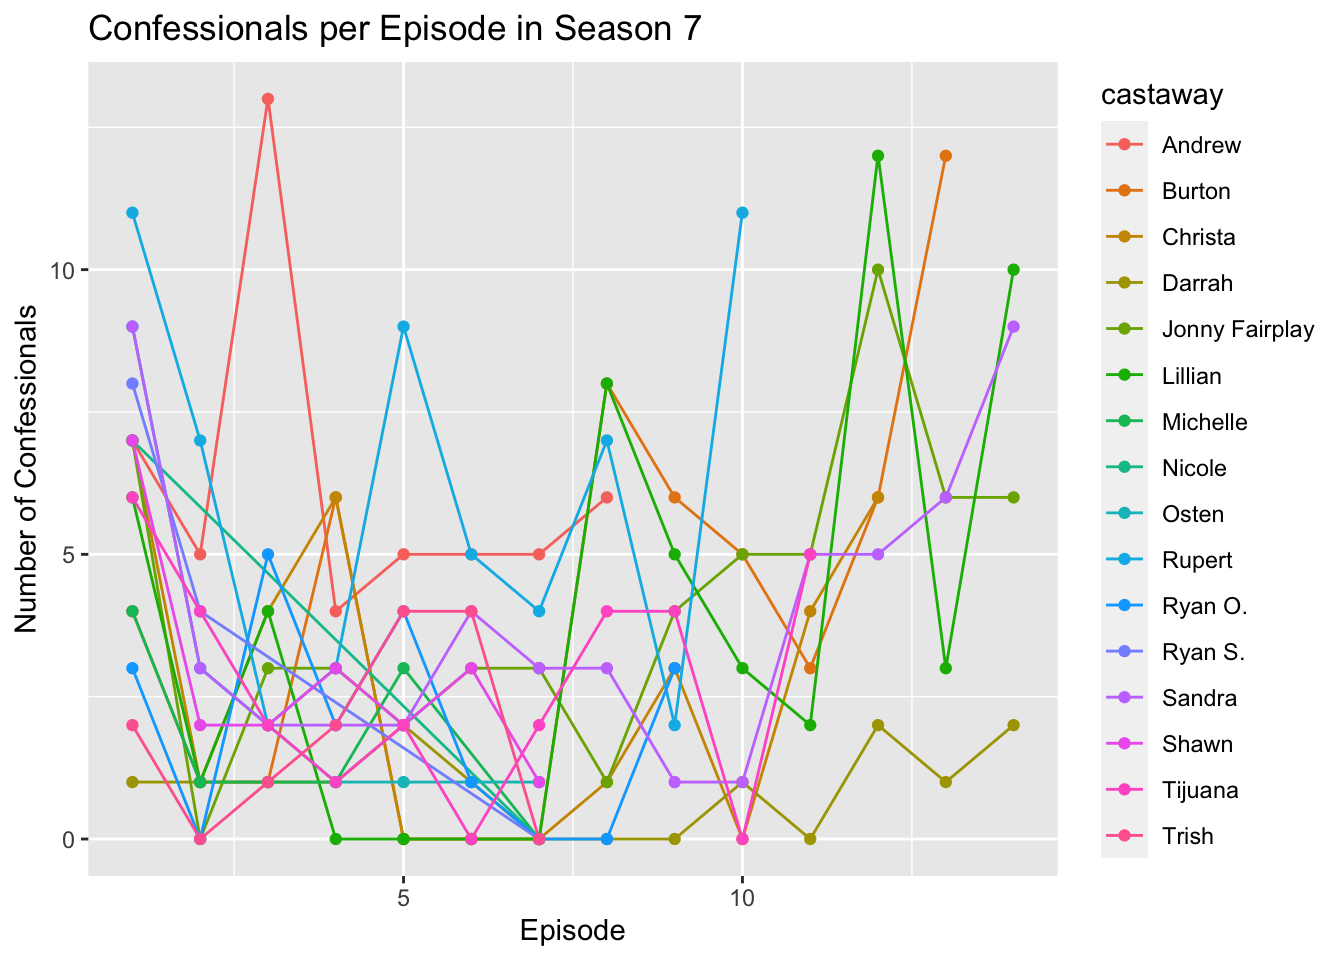 Confessionals per Episode in Season 7
Number of Confessionals
10
5
0
5
10
Episode
castaway
Andrew
Burton
Christa
Darrah
Jonny Fairplay
Lillian
Michelle
Nicole
Osten
Rupert
Ryan O.
Ryan S.
Sandra
Shawn
Tijuana
Trish